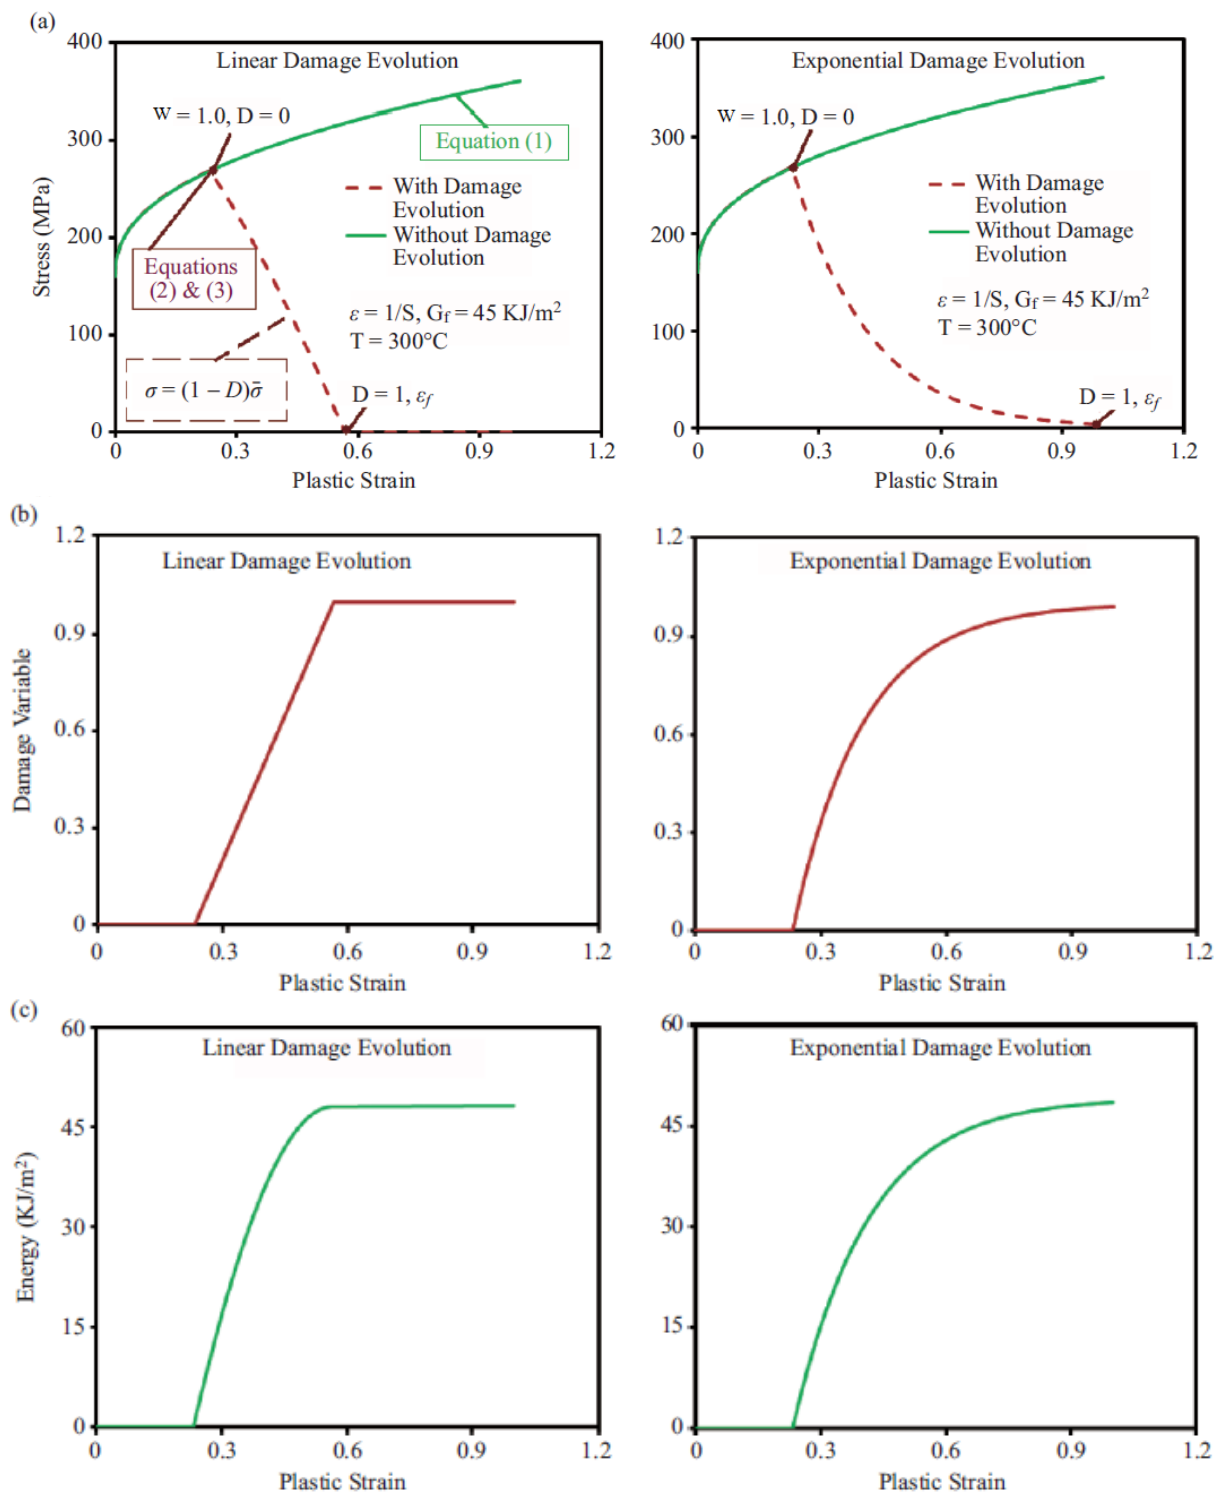 (a)
Linear Damage Evolution
W = 1.0, D = 0
Equation (1)
With Damage
Evolution
Without Damage
Evolution
Equations
(2) & (3)
ε = 1/S, Gf = 45 KJ/m²
T = 300°C
σ = (1 − D)σ̄
D = 1, εf
Stress (MPa)
400
300
200
100
0
0 0.3 0.6 0.9 1.2
Plastic Strain
Exponential Damage Evolution
W = 1.0, D = 0
With Damage
Evolution
Without Damage
Evolution
ε = 1/S, Gf = 45 KJ/m²
T = 300°C
D = 1, εf
400
300
200
100
0
0 0.3 0.6 0.9 1.2
Plastic Strain
(b)
Linear Damage Evolution
Damage Variable
1.2
0.9
0.6
0.3
0
0 0.3 0.6 0.9 1.2
Plastic Strain
Exponential Damage Evolution
1.2
0.9
0.6
0.3
0
0 0.3 0.6 0.9 1.2
Plastic Strain
(c)
Linear Damage Evolution
Energy (KJ/m²)
60
45
30
15
0
0 0.3 0.6 0.9 1.2
Plastic Strain
Exponential Damage Evolution
60
45
30
15
0
0 0.3 0.6 0.9 1.2
Plastic Strain